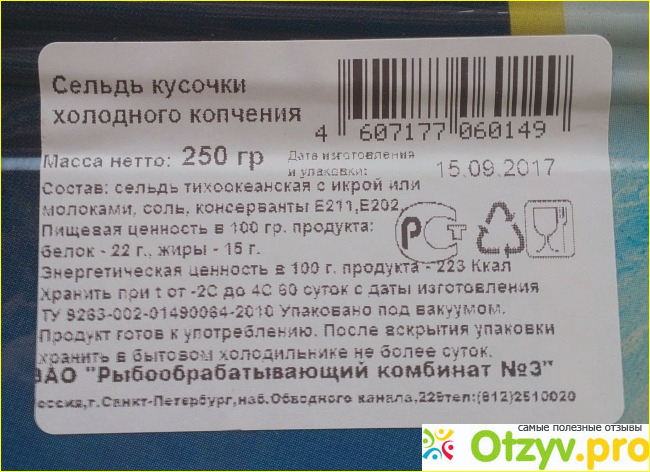 Сельдь кусочки
холодного копчения
4 607177 060149
Масса нетто: 250 гр
Дата изготовления
и упаковки: 15.09.2017
Состав: сельдь тихоокеанская с икрой или
молоками, соль, консерванты Е211,Е202
Пищевая ценность в 100 гр. продукта:
белок - 22 г., жиры - 15 г.
РСТ
Энергетическая ценность в 100 г. продукта - 223 Ккал
Хранить при t от -2С до 4С 60 суток с даты изготовления
ТУ 9263-002-01490064-2010 Упаковано под вакуумом.
Продукт готов к употреблению. После вскрытия упаковки
хранить в бытовом холодильнике не более суток.
ЗАО "Рыбообрабатывающий комбинат №3"
оссия,г.Санкт-Петербург,наб.Обводного канала,229тел:(812)2510020
самые полезные отзывы
Otzyv.pro